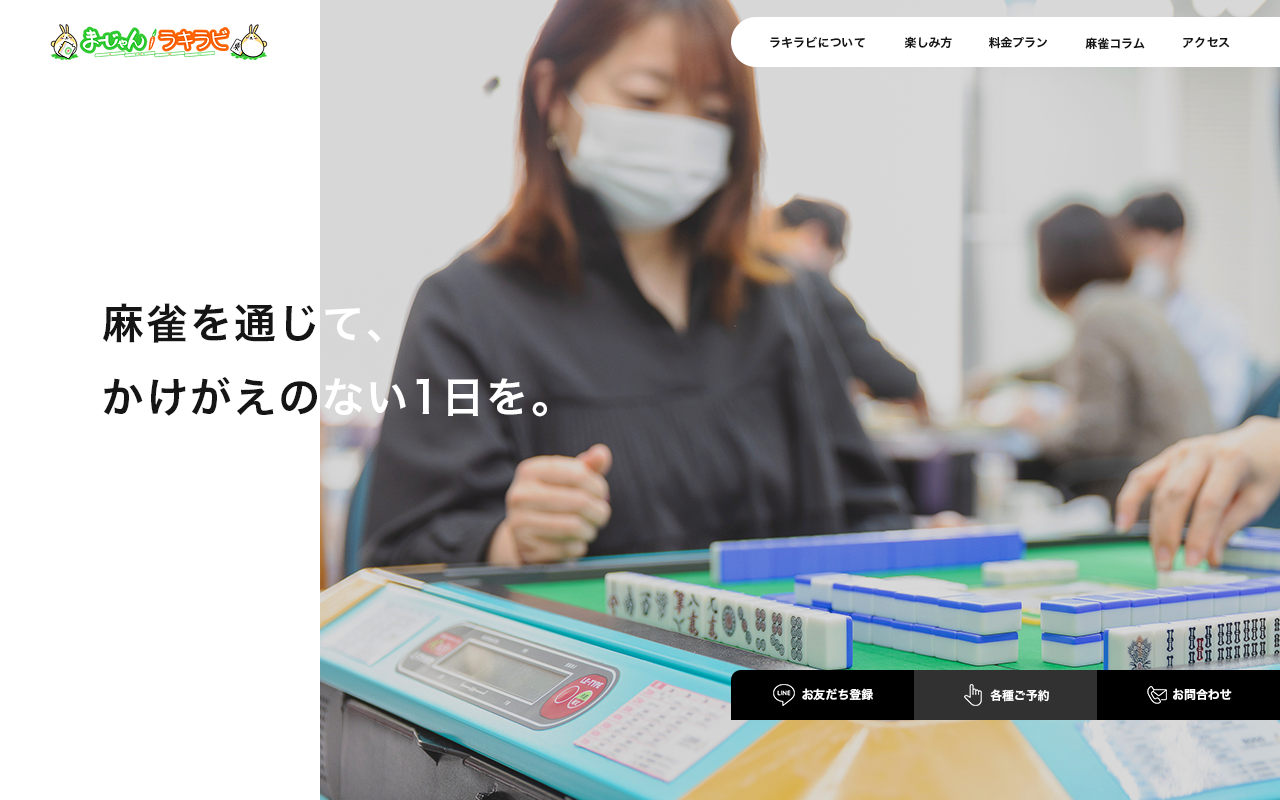 まーじゃん!ラキラビ
ラキラビについて
楽しみ方
料金プラン
麻雀コラム
アクセス
麻雀を通じて、
かけがえのない1日を。
LINE
お友だち登録
各種ご予約
お問合わせ